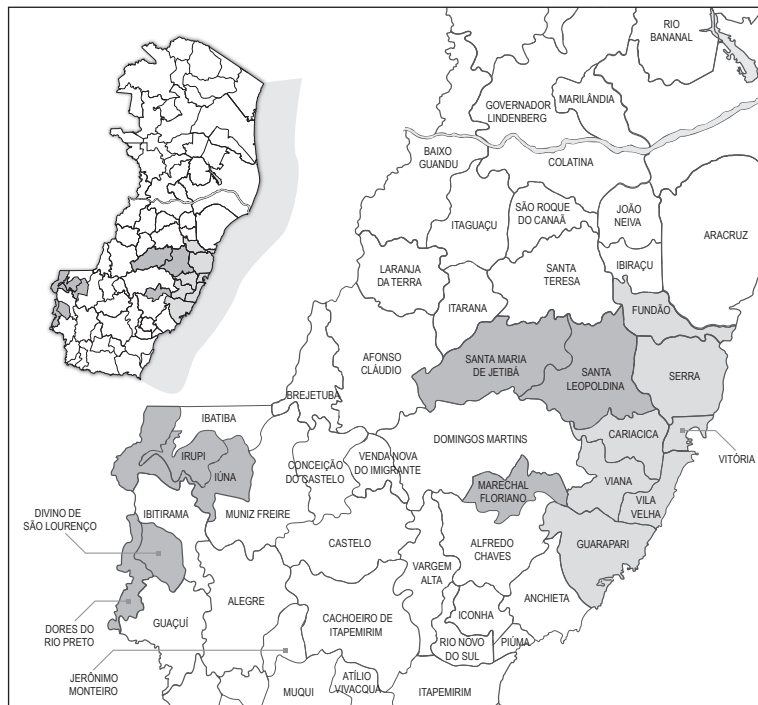 RIO
BANANAL
GOVERNADOR
LINDENBERG
MARILÂNDIA
BAIXO
GUANDU
COLATINA
ITAGUAÇU
SÃO ROQUE
DO CANAÃ
JOÃO
NEIVA
ARACRUZ
LARANJA
DA TERRA
SANTA
TERESA
IBIRAÇU
ITARANA
FUNDÃO
AFONSO
CLÁUDIO
SANTA MARIA
DE JETIBÁ
SANTA
LEOPOLDINA
SERRA
BREJETUBA
IBATIBA
IRUPI
IÚNA
CONCEIÇÃO
DO CASTELO
VENDA NOVA
DO IMIGRANTE
DOMINGOS MARTINS
CARIACICA
VITÓRIA
MARECHAL
FLORIANO
VIANA
VILA
VELHA
DIVINO DE
SÃO LOURENÇO
IBITIRAMA
MUNIZ FREIRE
CASTELO
ALFREDO
CHAVES
GUARAPARI
VARGEM
ALTA
DORES DO
RIO PRETO
GUAÇUÍ
ALEGRE
CACHOEIRO DE
ITAPEMIRIM
ICONHA
ANCHIETA
RIO NOVO
DO SUL
PIÚMA
JERÔNIMO
MONTEIRO
MUQUI
ATÍLIO
VIVACQUA
ITAPEMIRIM